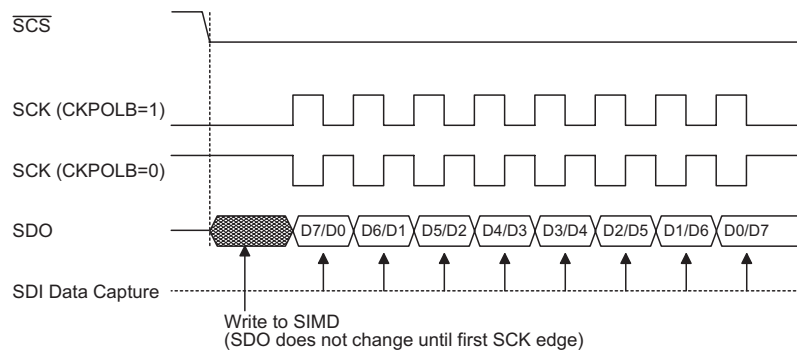 SCS
SCK (CKPOLB=1)
SCK (CKPOLB=0)
SDO
D7/D0 D6/D1 D5/D2 D4/D3 D3/D4 D2/D5 D1/D6 D0/D7
SDI Data Capture
Write to SIMD
(SDO does not change until first SCK edge)